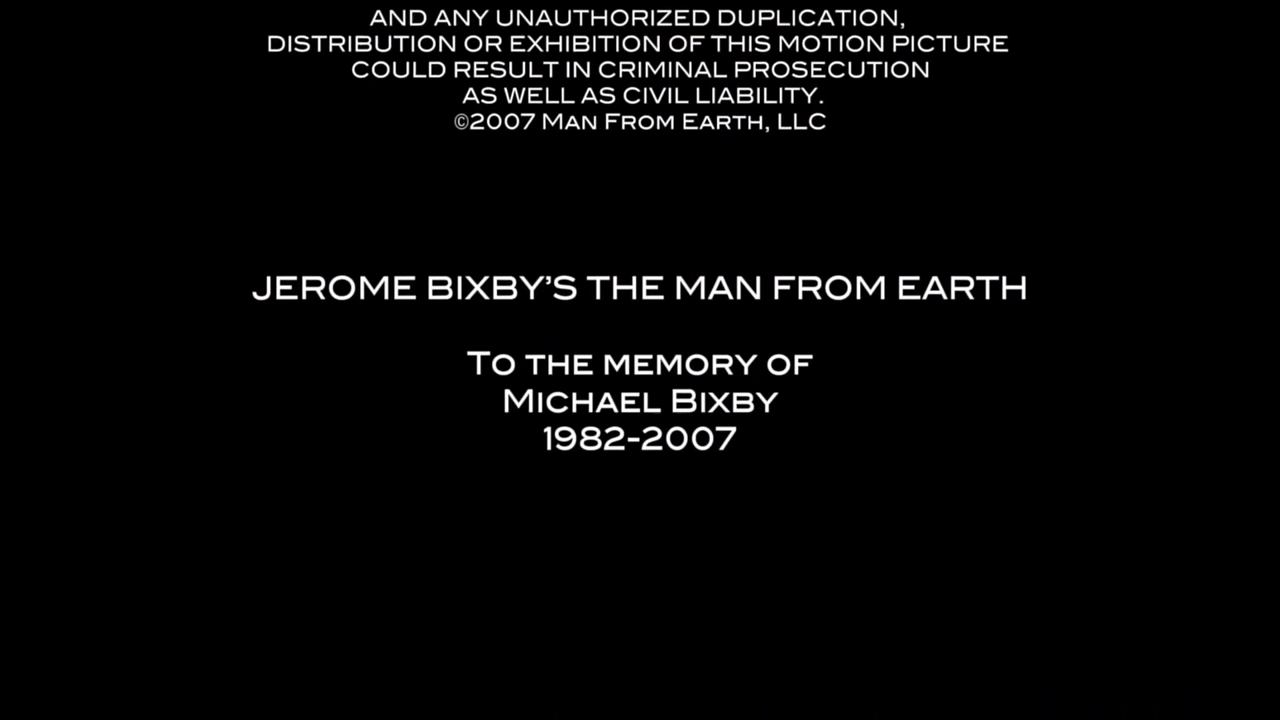 AND ANY UNAUTHORIZED DUPLICATION,
DISTRIBUTION OR EXHIBITION OF THIS MOTION PICTURE
COULD RESULT IN CRIMINAL PROSECUTION
AS WELL AS CIVIL LIABILITY.
©2007 MAN FROM EARTH, LLC
JEROME BIXBY'S THE MAN FROM EARTH
TO THE MEMORY OF
MICHAEL BIXBY
1982-2007